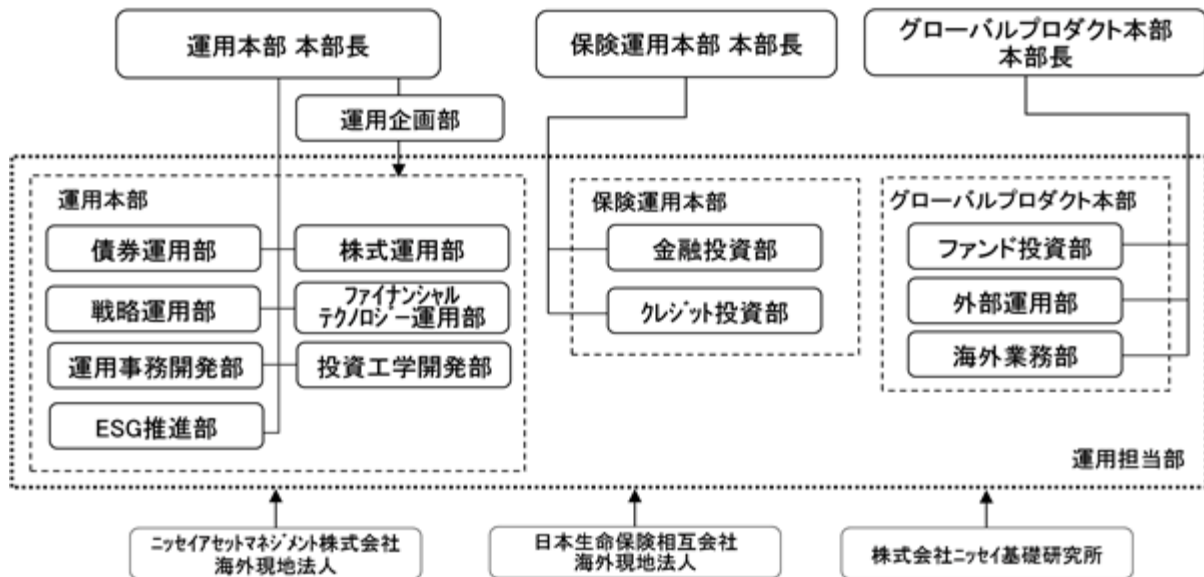 運用本部 本部長
保険運用本部 本部長
グローバルプロダクト本部
本部長
運用企画部
運用本部
債券運用部
株式運用部
戦略運用部
ファイナンシャル
テクノロジー運用部
運用事務開発部
投資工学開発部
ESG推進部
保険運用本部
金融投資部
クレジット投資部
グローバルプロダクト本部
ファンド投資部
外部運用部
海外業務部
運用担当部
ニッセイアセットマネジメント株式会社
海外現地法人
日本生命保険相互会社
海外現地法人
株式会社ニッセイ基礎研究所